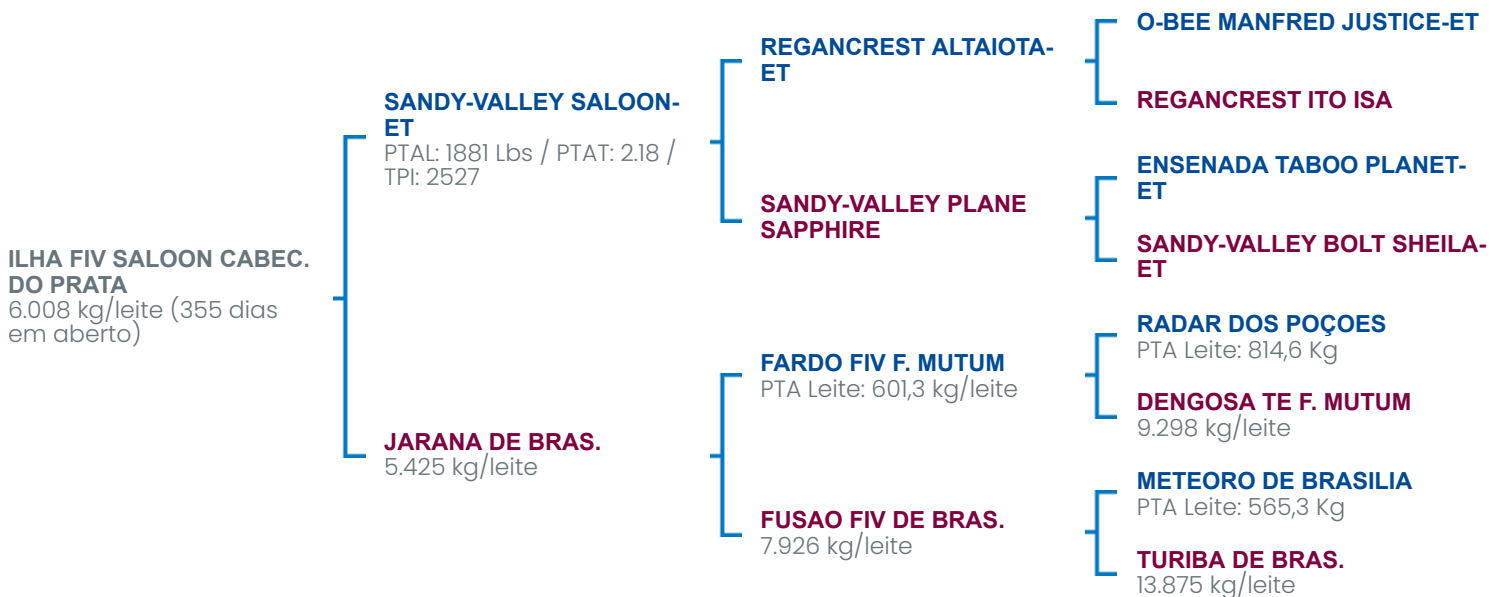 ILHA FIV SALOON CABEC.
DO PRATA
6.008 kg/leite (355 dias
em aberto)
SANDY-VALLEY SALOON-
ET
PTAL: 1881 Lbs / PTAT: 2.18 /
TPI: 2527
JARANA DE BRAS.
5.425 kg/leite
REGANCREST ALTAIOTA-
ET
SANDY-VALLEY PLANE
SAPPHIRE
FARDO FIV F. MUTUM
PTA Leite: 601,3 kg/leite
FUSAO FIV DE BRAS.
7.926 kg/leite
O-BEE MANFRED JUSTICE-ET
REGANCREST ITO ISA
ENSENADA TABOO PLANET-
ET
SANDY-VALLEY BOLT SHEILA-
ET
RADAR DOS POÇOES
PTA Leite: 814,6 Kg
DENGOSA TE F. MUTUM
9.298 kg/leite
METEORO DE BRASILIA
PTA Leite: 565,3 Kg
TURIBA DE BRAS.
13.875 kg/leite